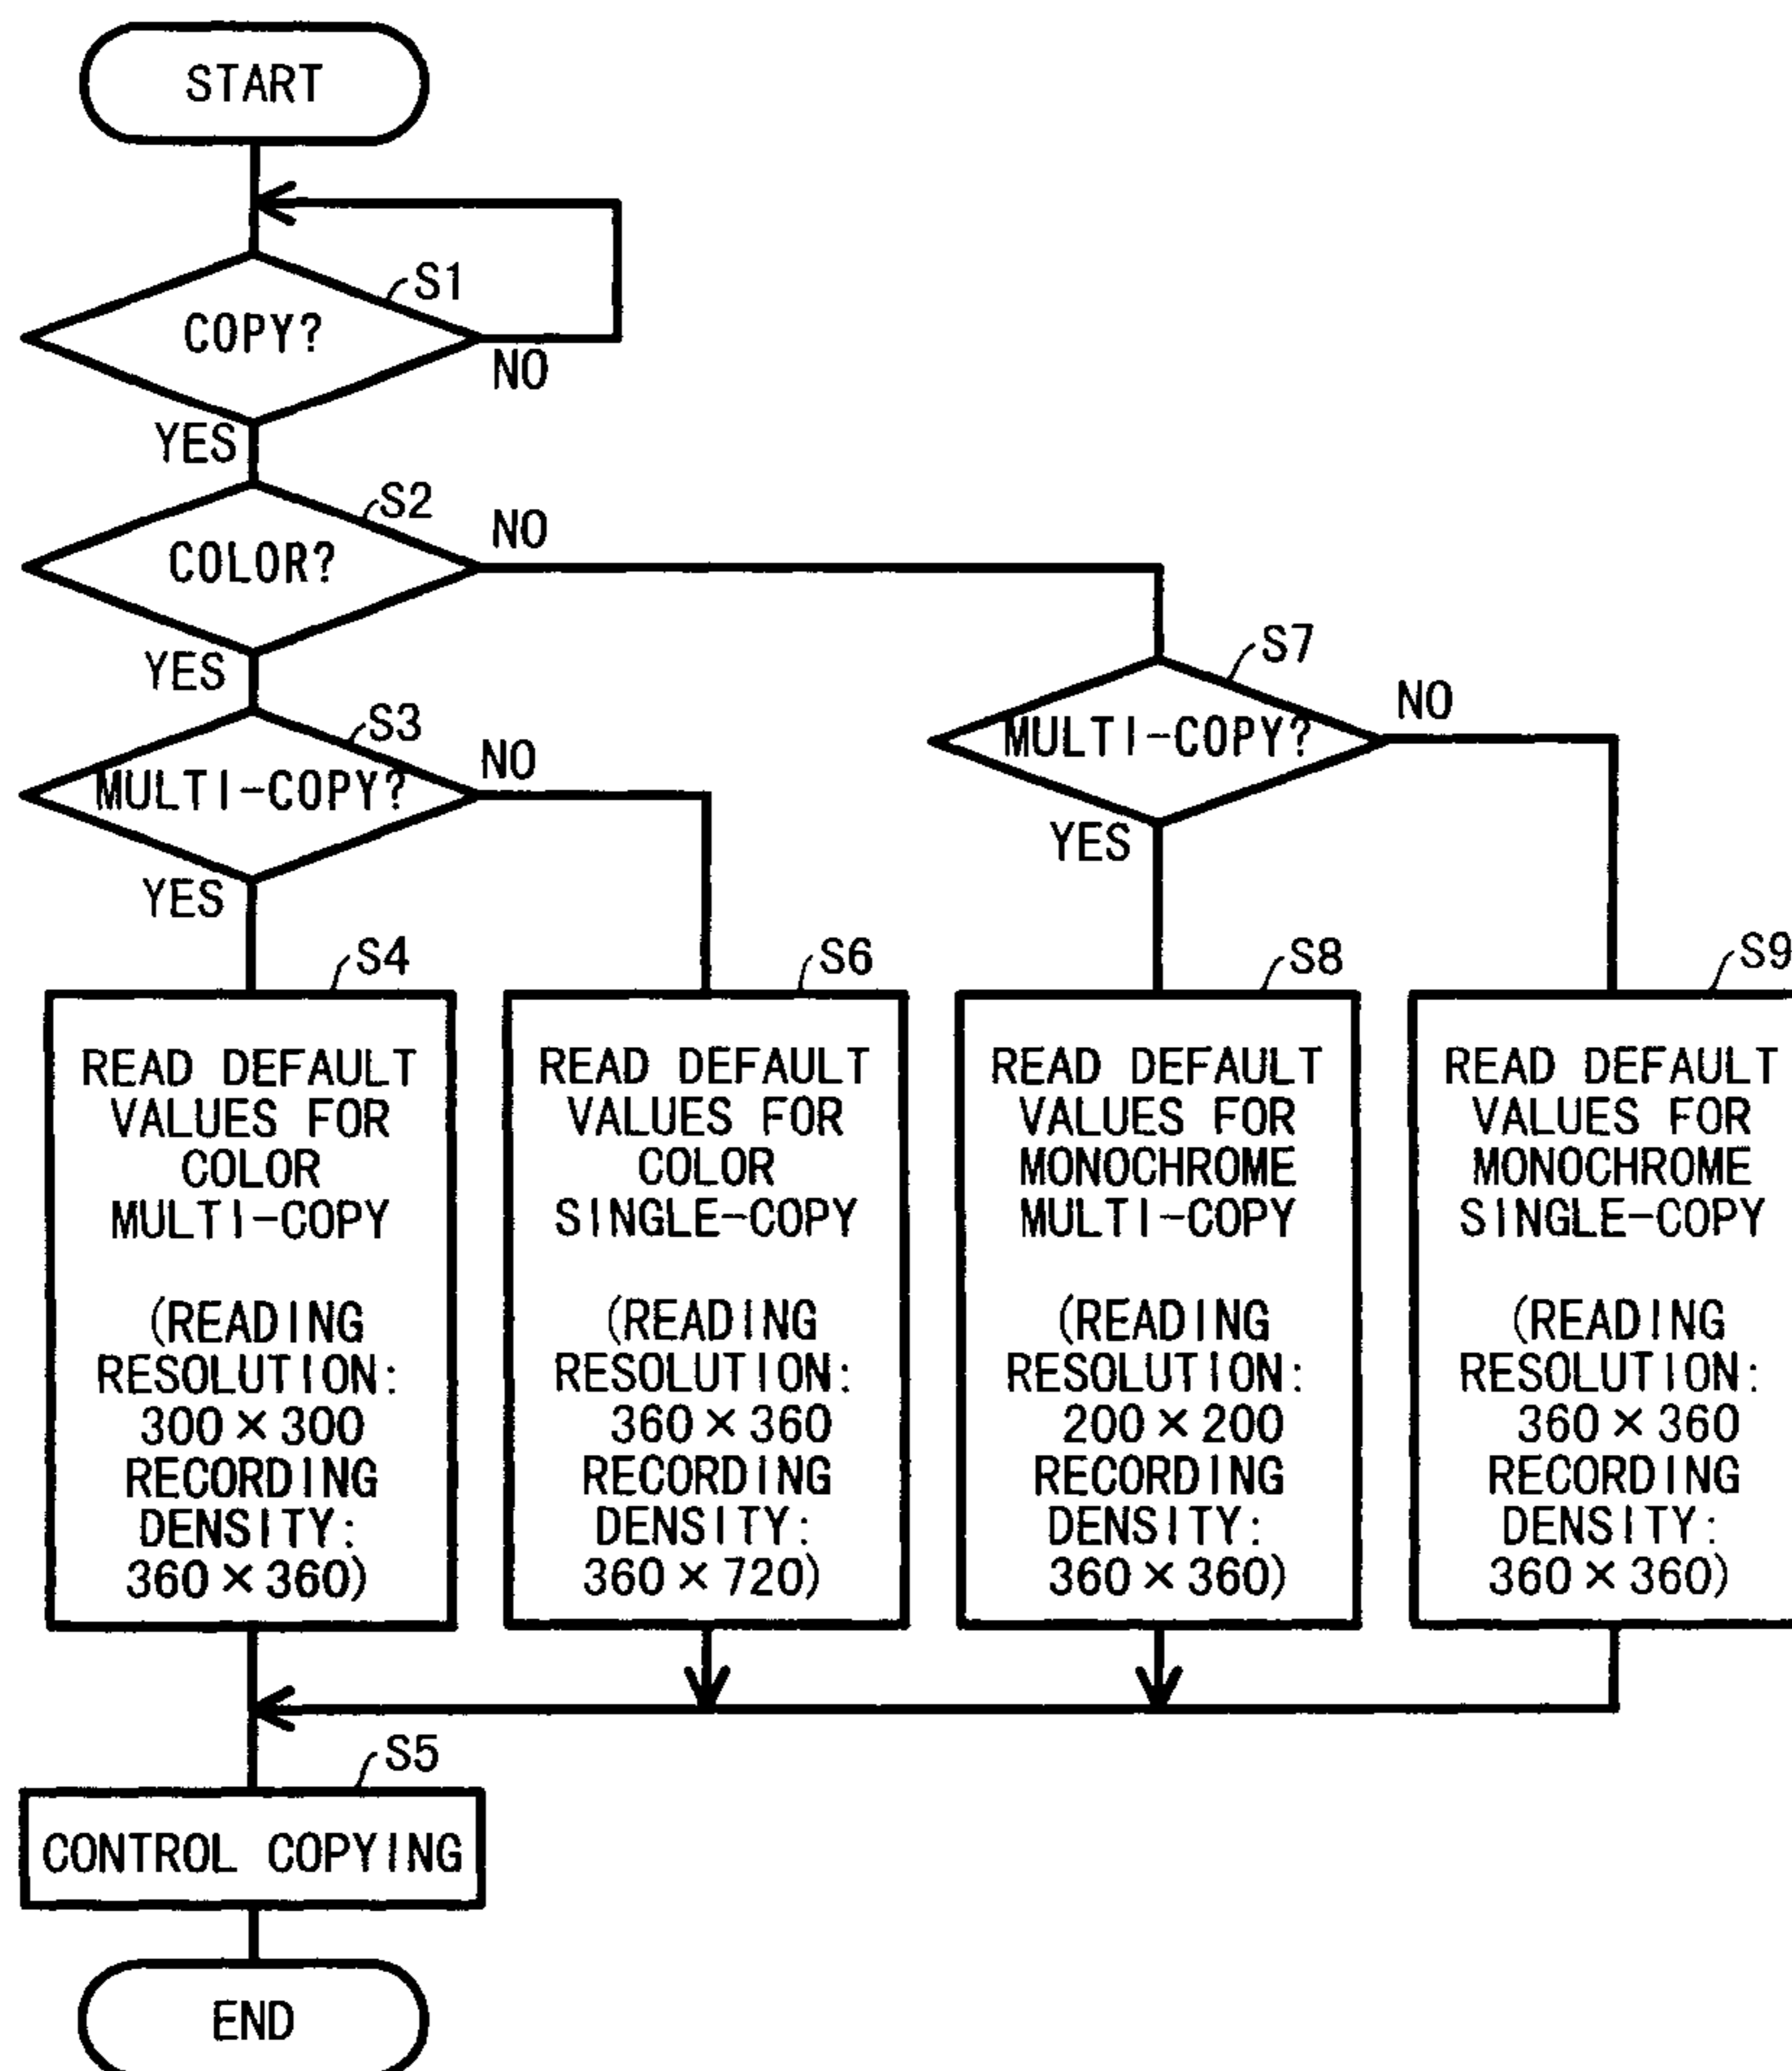 START
S1
COPY?
NO
YES
S2
NO
COLOR?
YES
S7
S3
NO
NO
MULTI-COPY?
MULTI-COPY?
YES
YES
S4
S6
S8
S9
READ DEFAULT
VALUES FOR
COLOR
MULTI-COPY
(READING
RESOLUTION:
300×300
RECORDING
DENSITY:
360×360)
READ DEFAULT
VALUES FOR
COLOR
SINGLE-COPY
(READING
RESOLUTION:
360×360
RECORDING
DENSITY:
360×720)
READ DEFAULT
VALUES FOR
MONOCHROME
MULTI-COPY
(READING
RESOLUTION:
200×200
RECORDING
DENSITY:
360×360)
READ DEFAULT
VALUES FOR
MONOCHROME
SINGLE-COPY
(READING
RESOLUTION:
360×360
RECORDING
DENSITY:
360×360)
S5
CONTROL COPYING
END